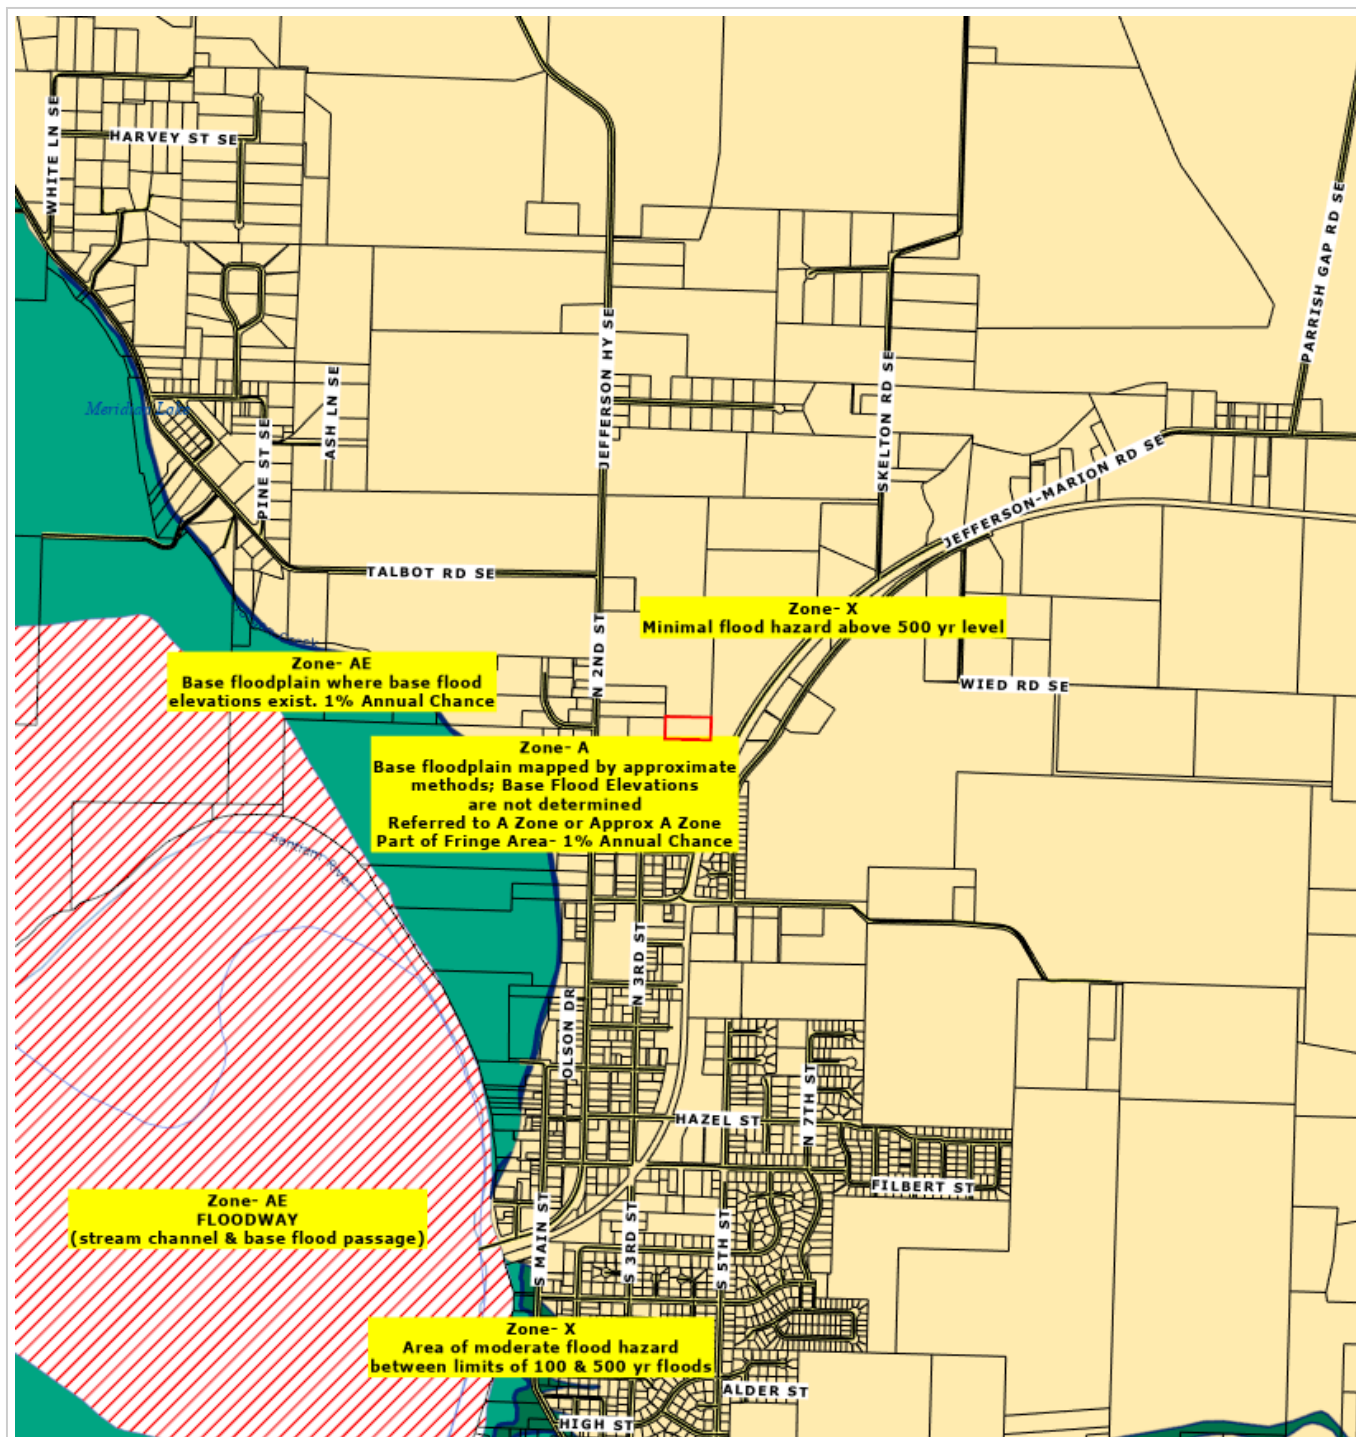 HARVEY ST SE
WHITE LN SE
PARRISH GAP RD SE
JEFFERSON HY SE
SKELTON RD SE
ASH LN SE
PINE ST SE
JEFFERSON-MARION RD SE
TALBOT RD SE
Zone- X
Minimal flood hazard above 500 yr level
N 2ND ST
Creek
Zone- AE
Base floodplain where base flood
elevations exist. 1% Annual Chance
WIED RD SE
Zone- A
Base floodplain mapped by approximate
methods; Base Flood Elevations
are not determined
Referred to A Zone or Approx A Zone
Part of Fringe Area- 1% Annual Chance
Santiam River
N 3RD ST
OLSON DR
HAZEL ST
N 7TH ST
FILBERT ST
Zone- AE
FLOODWAY
(stream channel & base flood passage)
S MAIN ST
S 3RD ST
S 5TH ST
Zone- X
Area of moderate flood hazard
between limits of 100 & 500 yr floods
ALDER ST
HIGH ST